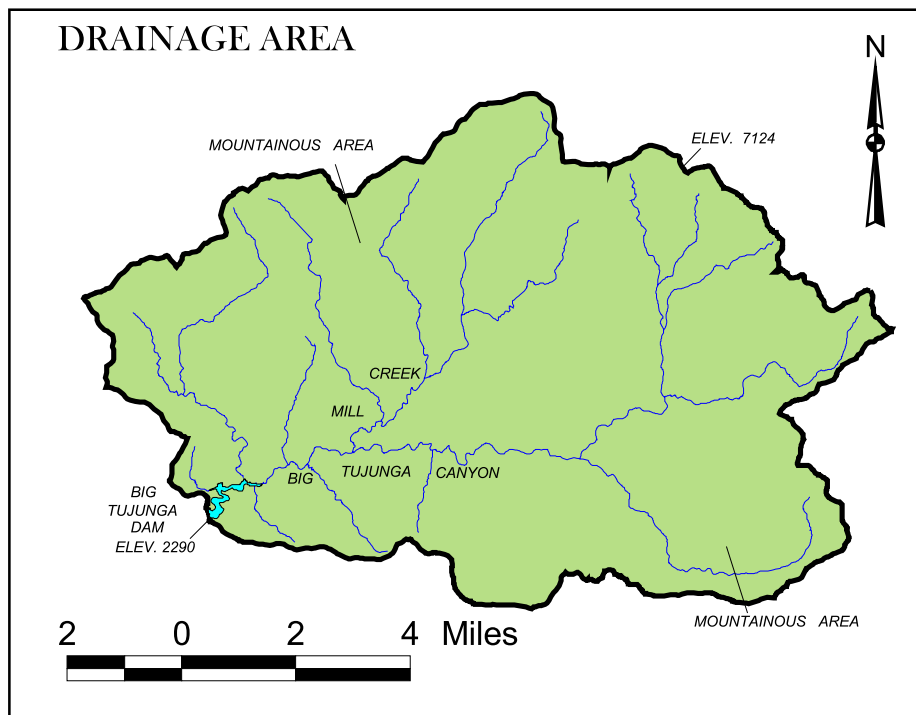 DRAINAGE AREA
N
MOUNTAINOUS AREA
ELEV. 7124
CREEK
MILL
BIG
TUJUNGA
CANYON
BIG
TUJUNGA
DAM
ELEV. 2290
MOUNTAINOUS AREA
2 0 2 4 Miles